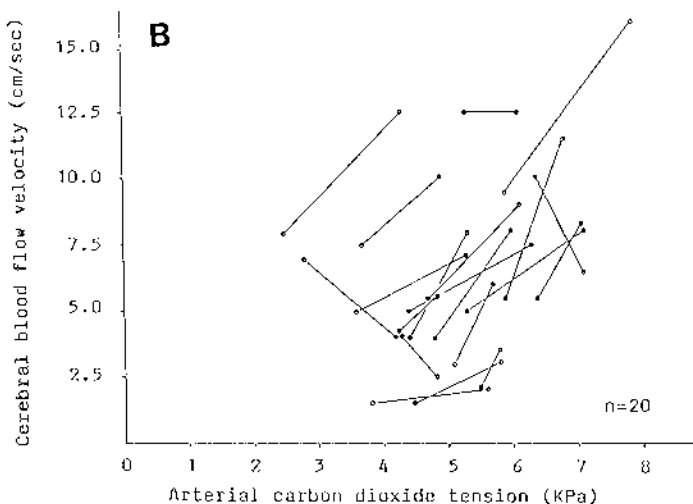 B
Cerebral blood flow velocity (cm/sec)
15.0
12.5
10.0
7.5
5.0
2.5
n=20
0 1 2 3 4 5 6 7 8
Arterial carbon dioxide tension (KPa)